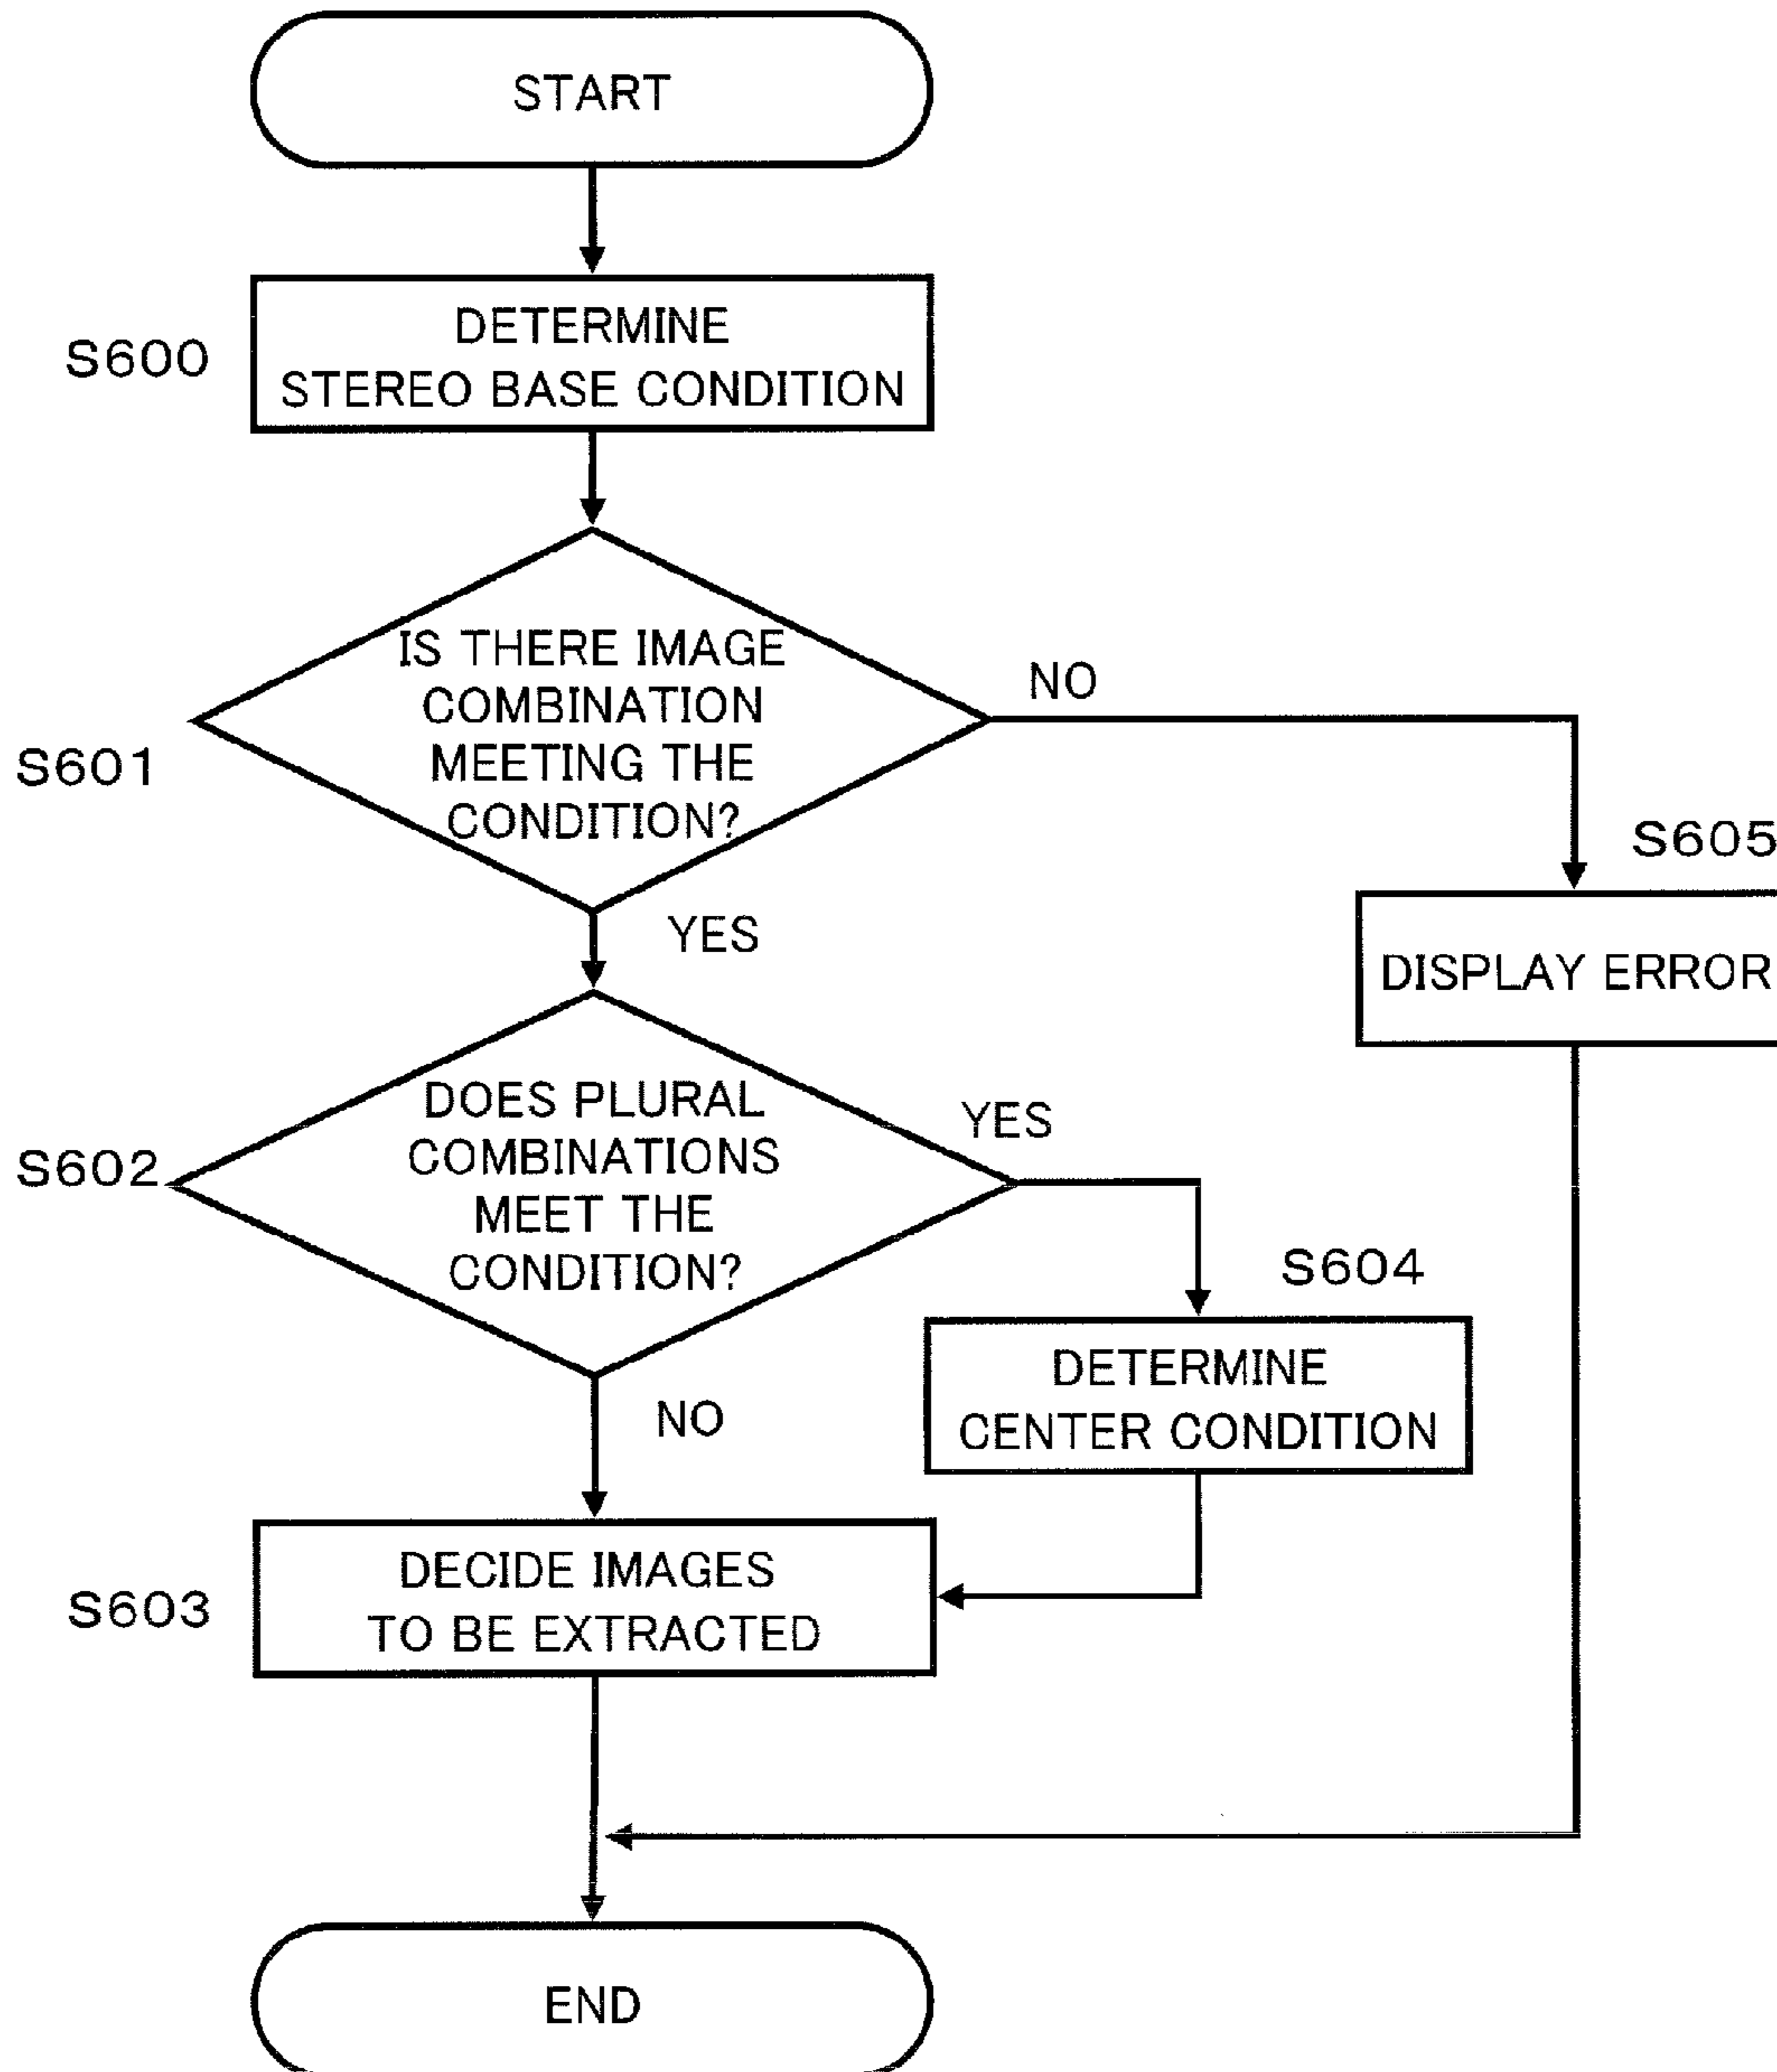 START
S600
DETERMINE
STEREO BASE CONDITION
S601
IS THERE IMAGE
COMBINATION
MEETING THE
CONDITION?
NO
YES
S605
DISPLAY ERROR
S602
DOES PLURAL
COMBINATIONS
MEET THE
CONDITION?
YES
NO
S604
DETERMINE
CENTER CONDITION
S603
DECIDE IMAGES
TO BE EXTRACTED
END